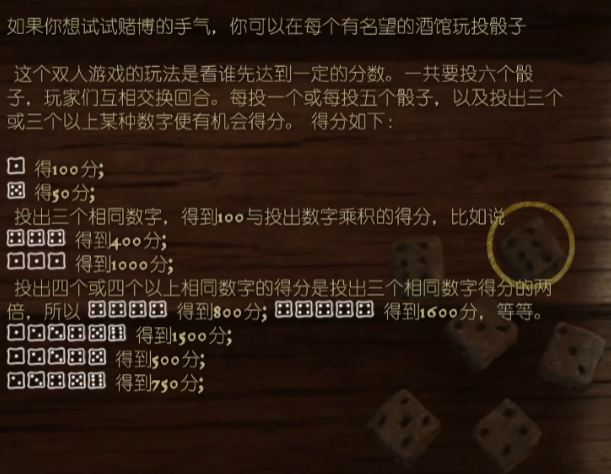 如果你想试试赌博的手气，你可以在每个有名望的酒馆玩投骰子
这个双人游戏的玩法是看谁先达到一定的分数。一共要投六个骰
子，玩家们互相交换回合。每投一个或每投五个骰子，以及投出三个
或三个以上某种数字便有机会得分。 得分如下：
得100分;
得50分;
投出三个相同数字，得到100与投出数字乘积的得分，比如说
得到400分;
得到1000分;
投出四个或四个以上相同数字的得分是投出三个相同数字得分的两
倍，所以 得到800分; 得到1600分，等等。
得到1500分;
得到500分;
得到750分;